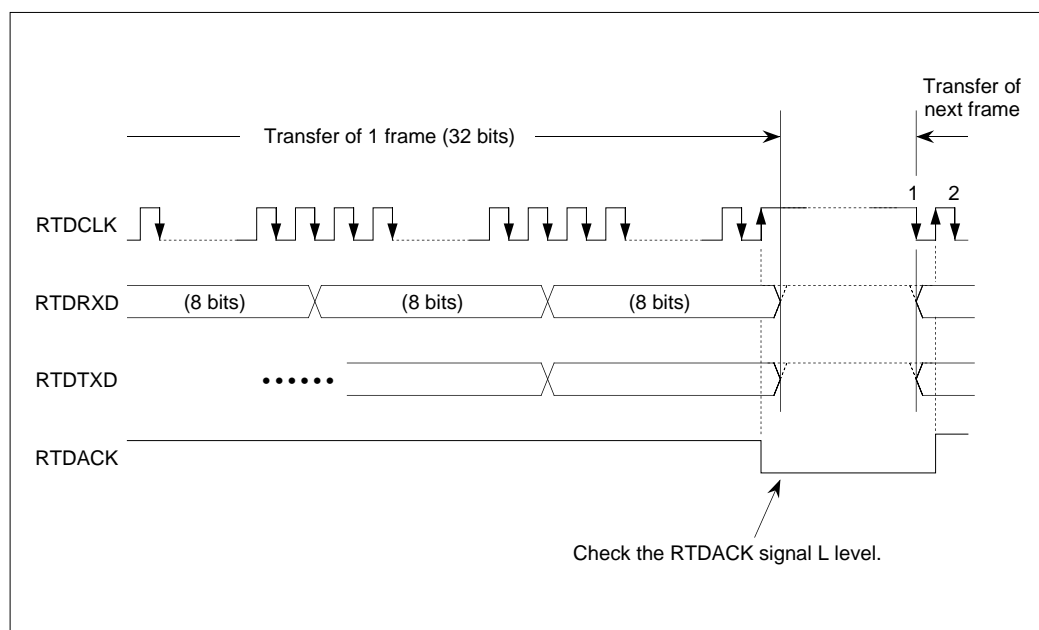 Transfer of
next frame
Transfer of 1 frame (32 bits)
1 2
RTDCLK
RTDRXD (8 bits) (8 bits) (8 bits)
RTDTXD
RTDACK
Check the RTDACK signal L level.